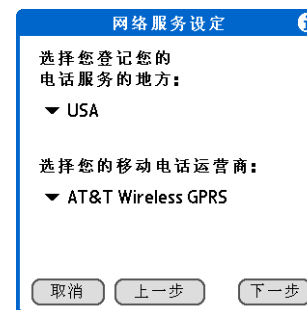 网络服务设定
选择您登记您的
电话服务的地方:
USA
选择您的移动电话运营商:
AT&T Wireless GPRS
取消 上一步 下一步